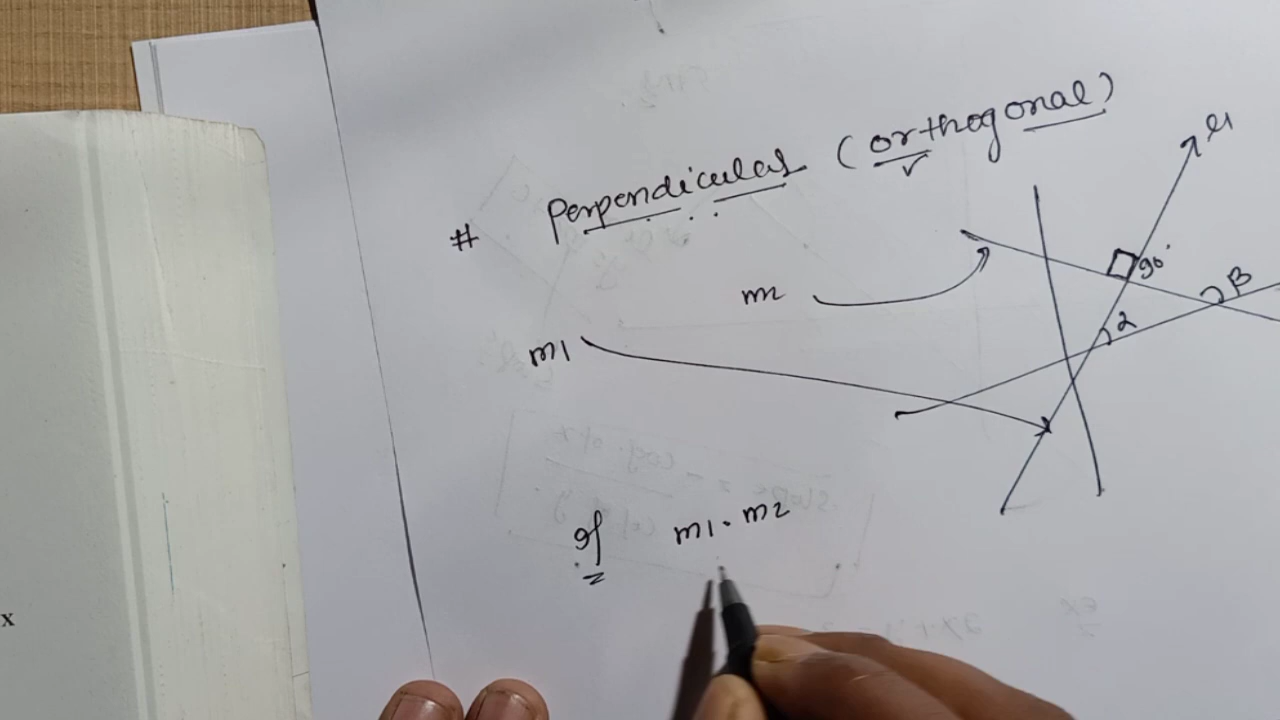 # Perpendicular (orthogonal)
l1
m2
90°
β
m1
α
If m1 . m2
x